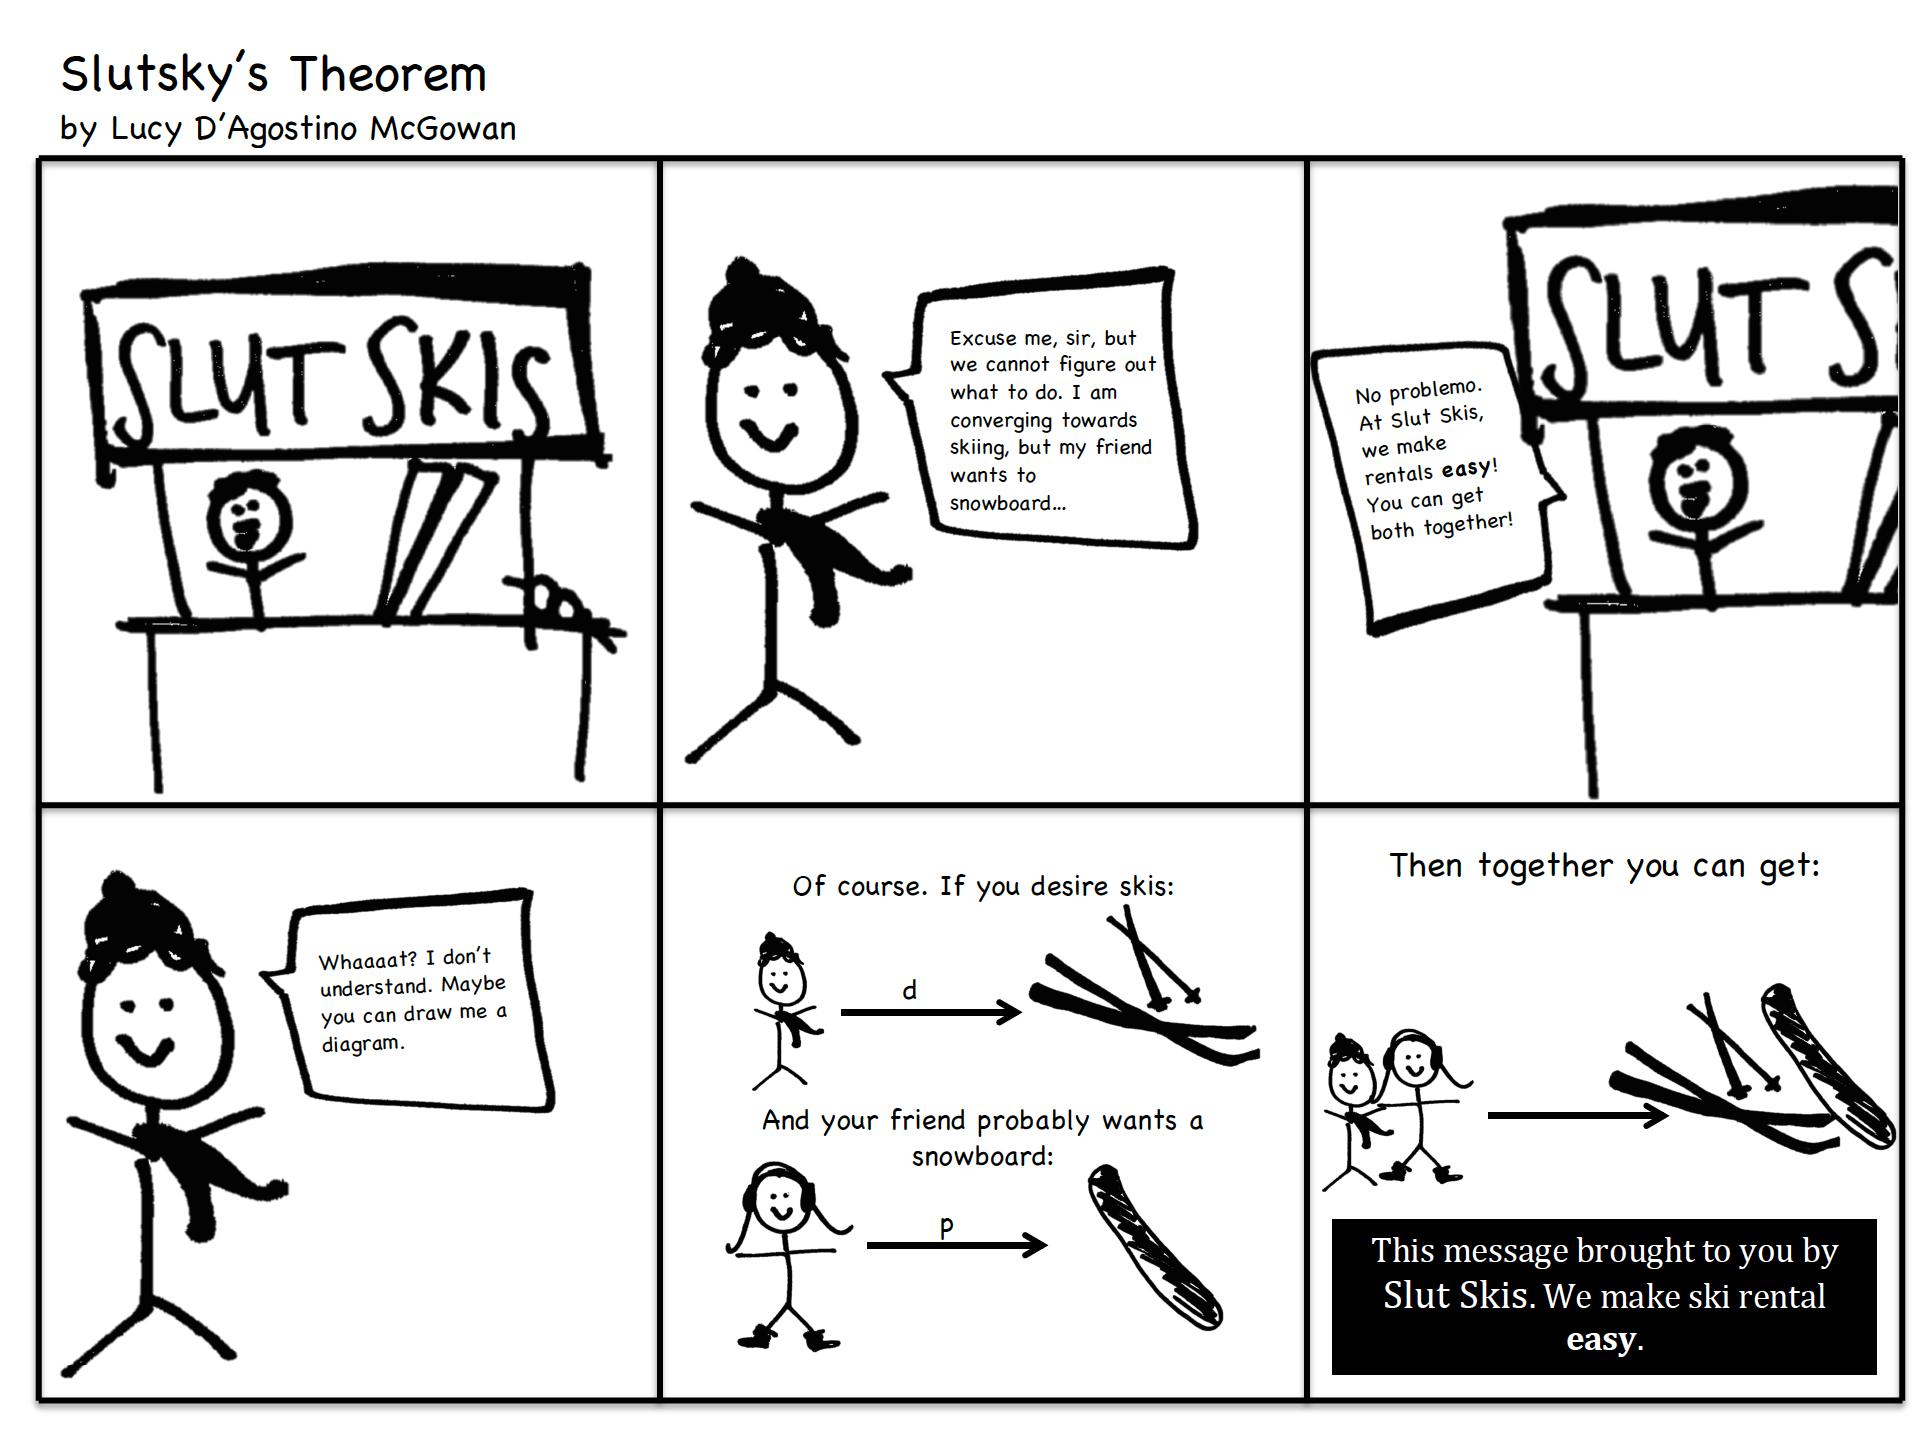 Slutsky's Theorem
by Lucy D'Agostino McGowan
SLUT SKIS
Excuse me, sir, but
we cannot figure out
what to do. I am
converging towards
skiing, but my friend
wants to
snowboard...
SLUT S
No problemo.
At Slut Skis,
we make
rentals easy!
You can get
both together!
Whaaaat? I don't
understand. Maybe
you can draw me a
diagram.
Of course. If you desire skis:
d
And your friend probably wants a
snowboard:
p
Then together you can get:
This message brought to you by
Slut Skis. We make ski rental
easy.